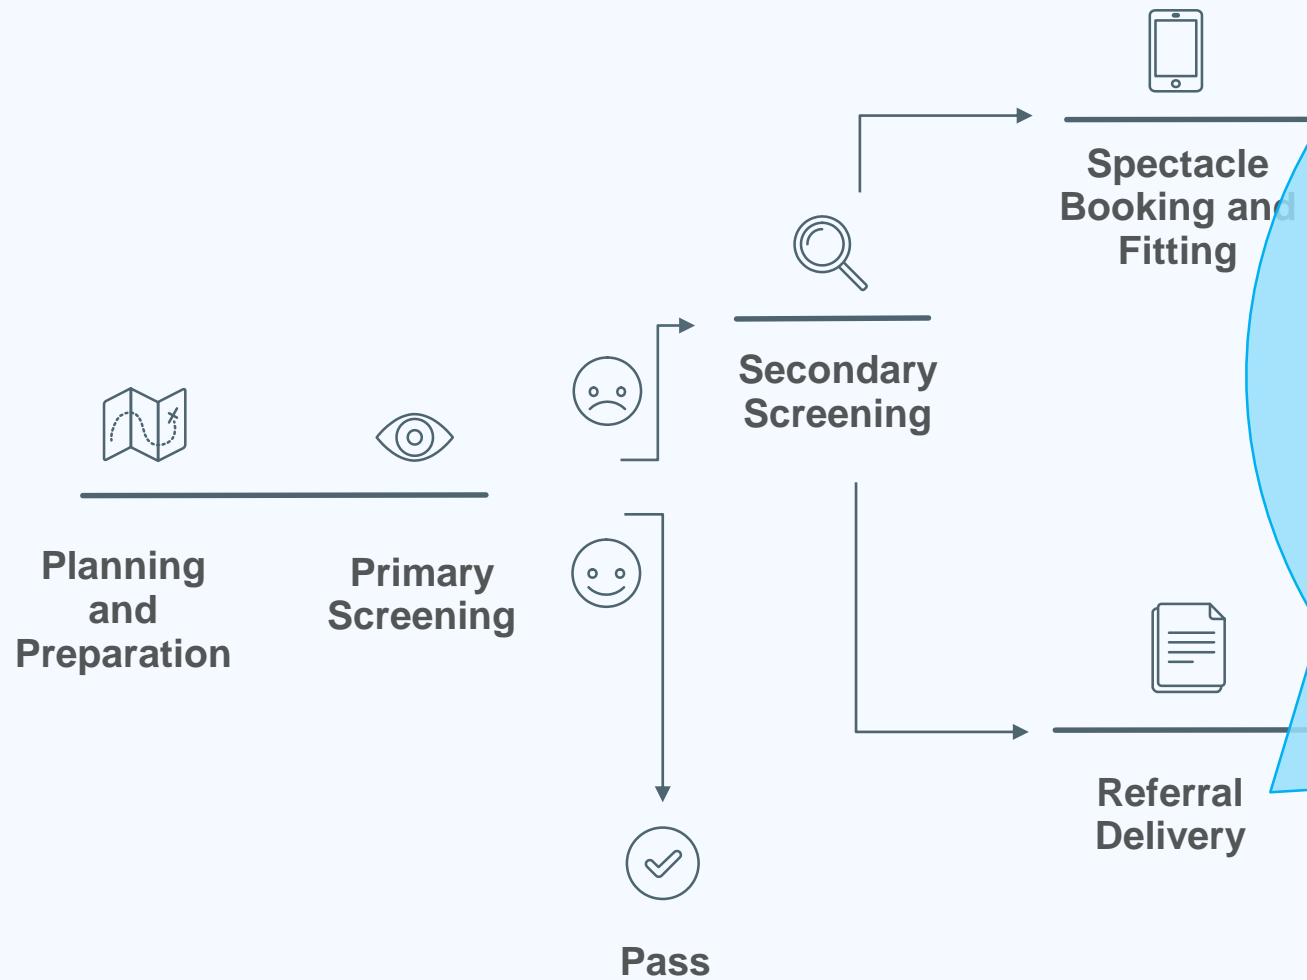 Spectacle
Booking and
Fitting
Secondary
Screening
Planning
and
Preparation
Primary
Screening
Referral
Delivery
Pass